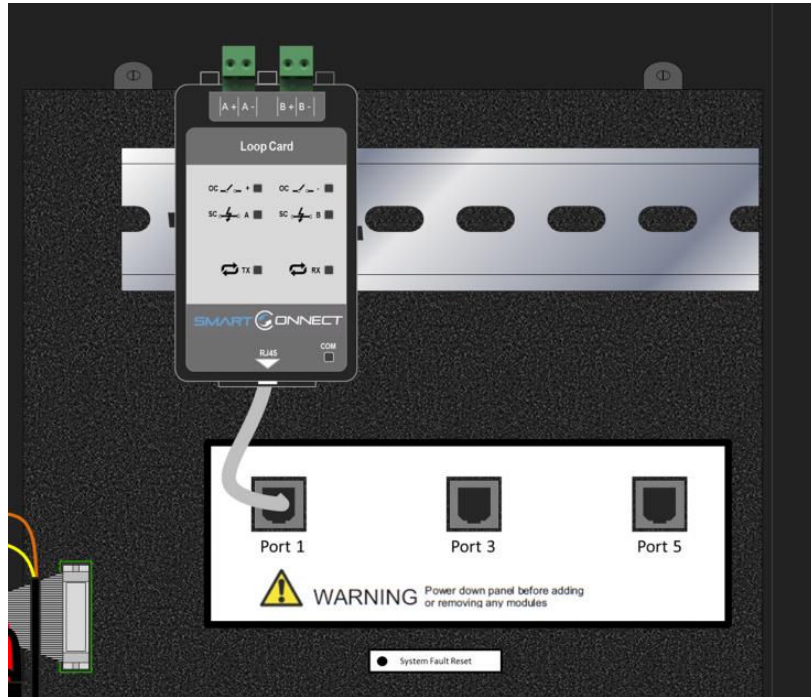 A+ A- B+ B-
Loop Card
OC + OC -
SC A SC B
TX RX
SMART CONNECT
RJ45 COM
Port 1 Port 3 Port 5
WARNING Power down panel before adding
or removing any modules
System Fault Reset